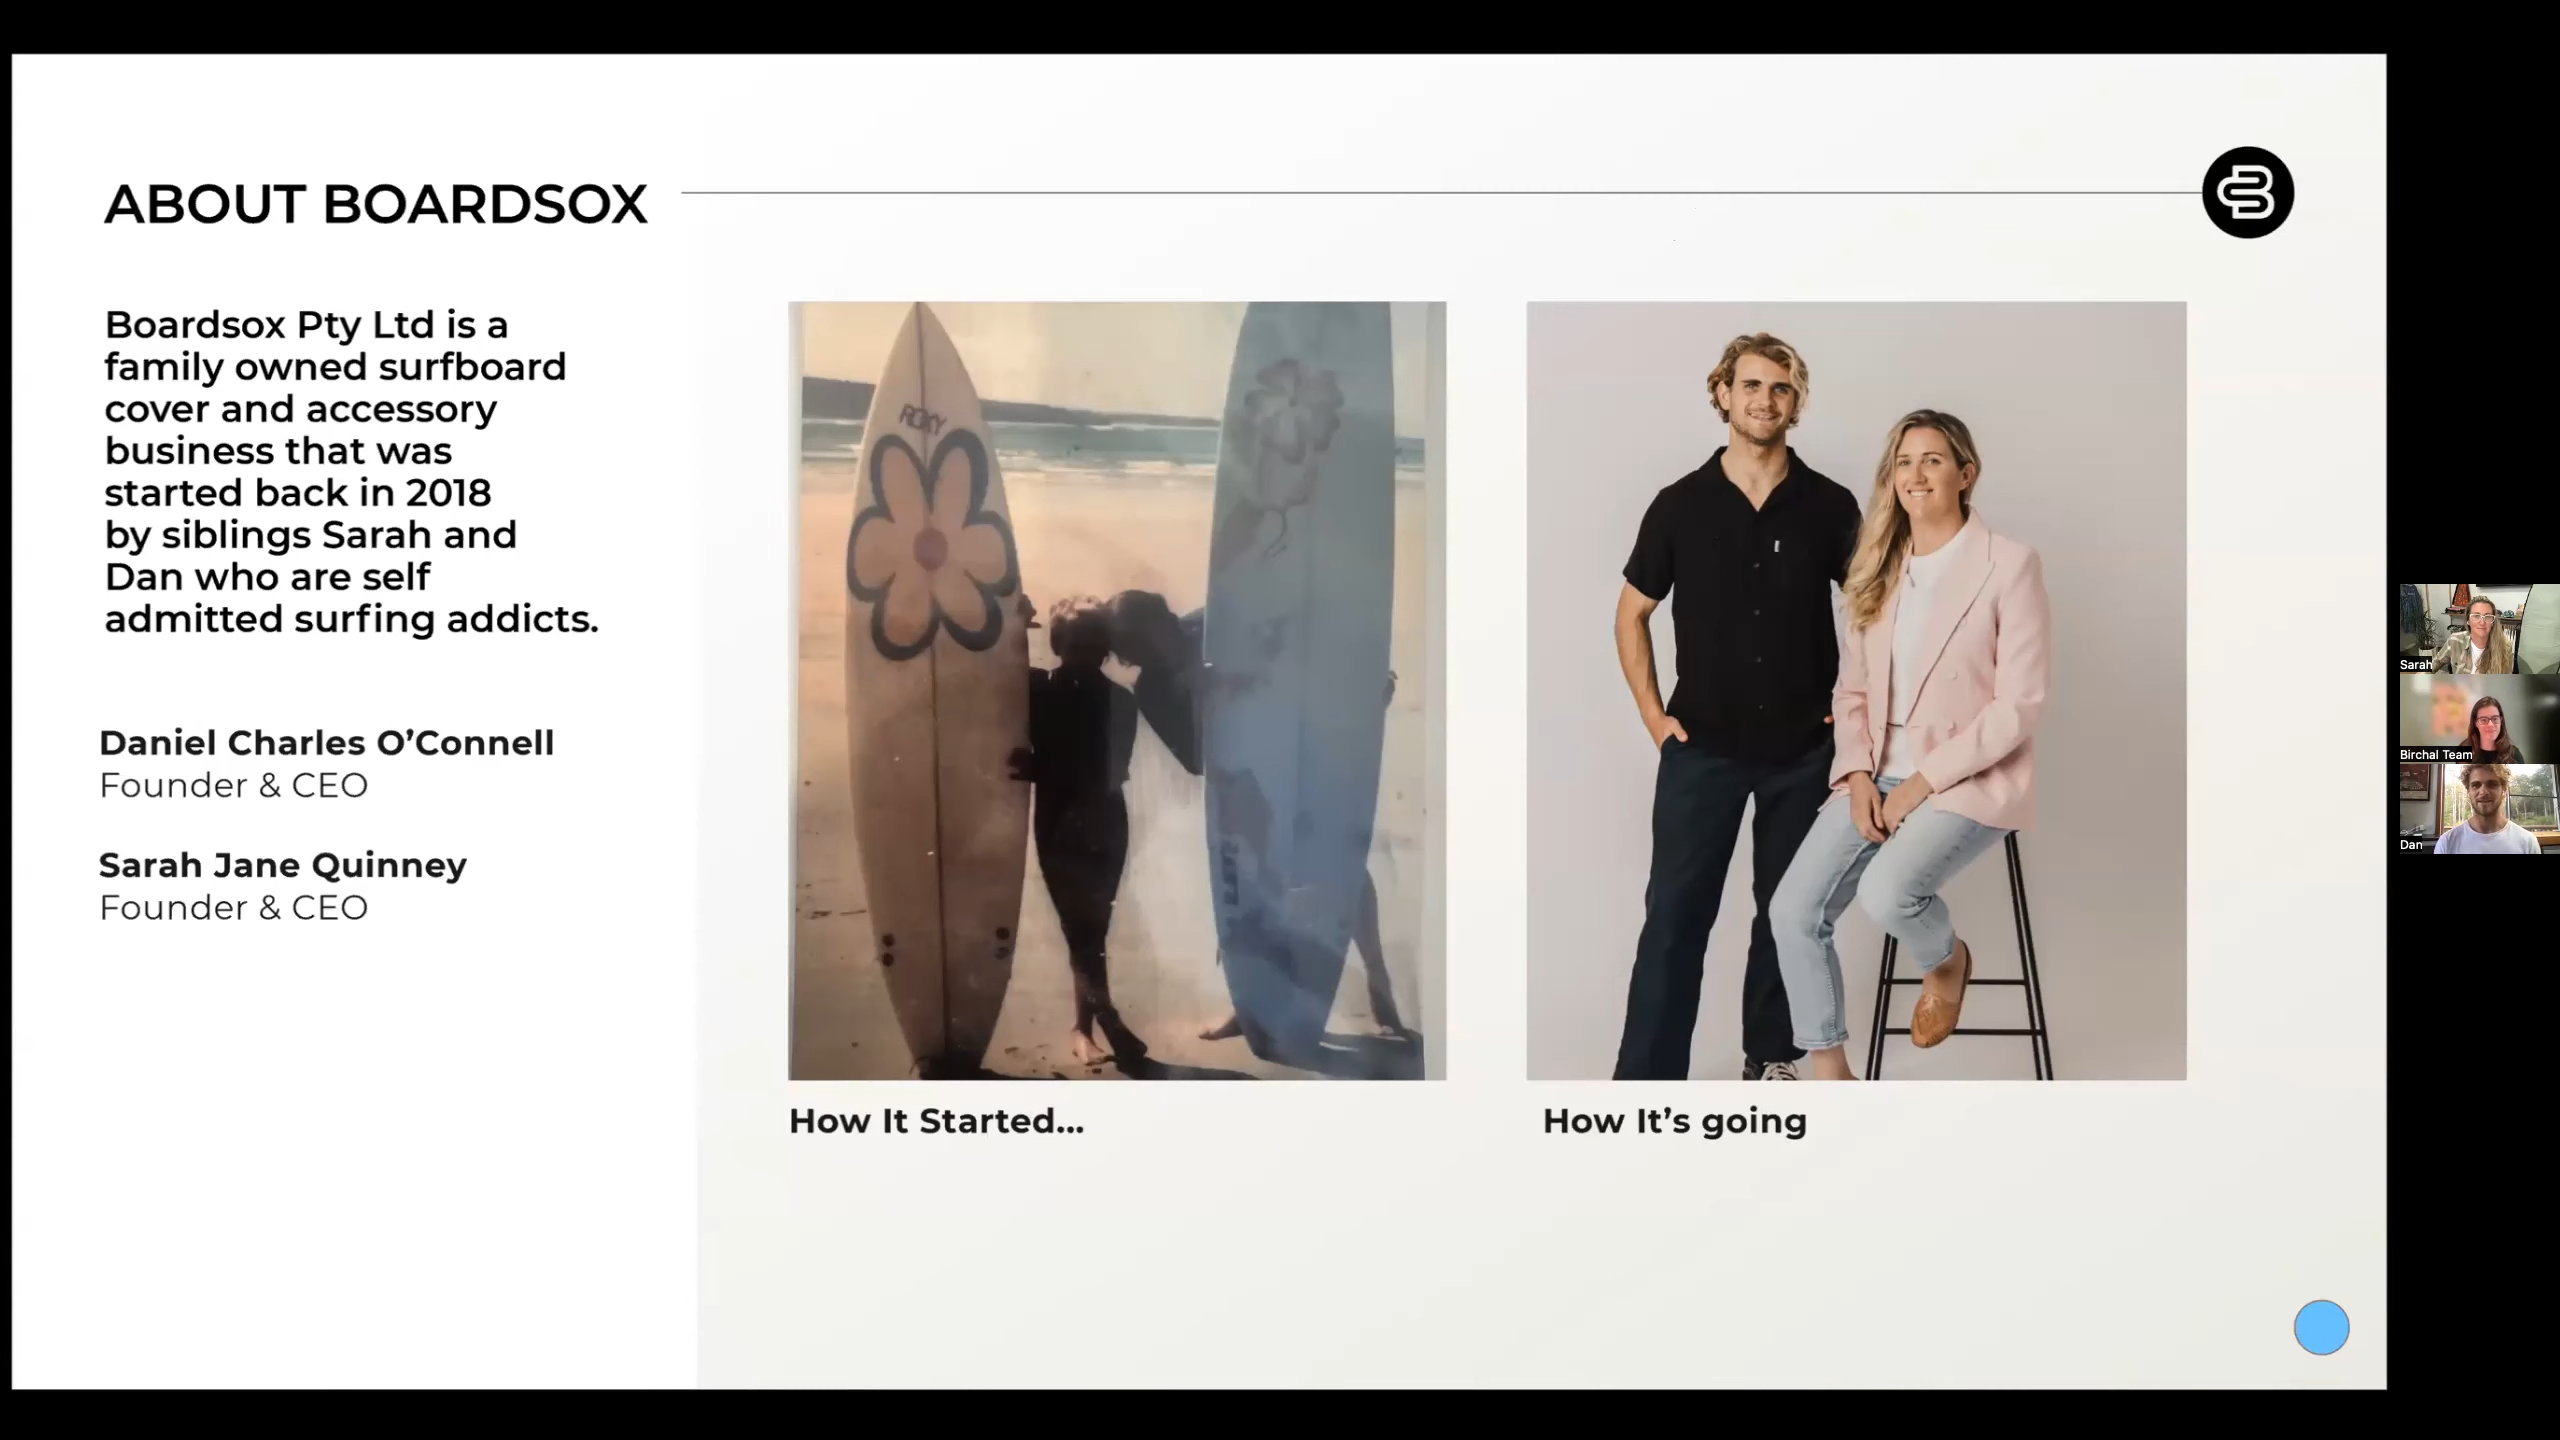 ABOUT BOARDSOX
Boardsox Pty Ltd is a
family owned surfboard
cover and accessory
business that was
started back in 2018
by siblings Sarah and
Dan who are self
admitted surfing addicts.
Daniel Charles O’Connell
Founder & CEO
Sarah Jane Quinney
Founder & CEO
ROXY
How It Started...
How It’s going
Sarah
Birchal Team
Dan